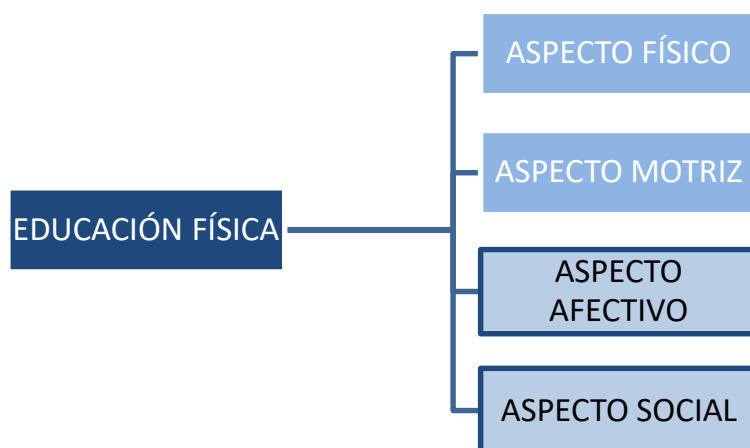 ASPECTO FÍSICO
ASPECTO MOTRIZ
EDUCACIÓN FÍSICA
ASPECTO
AFECTIVO
ASPECTO SOCIAL